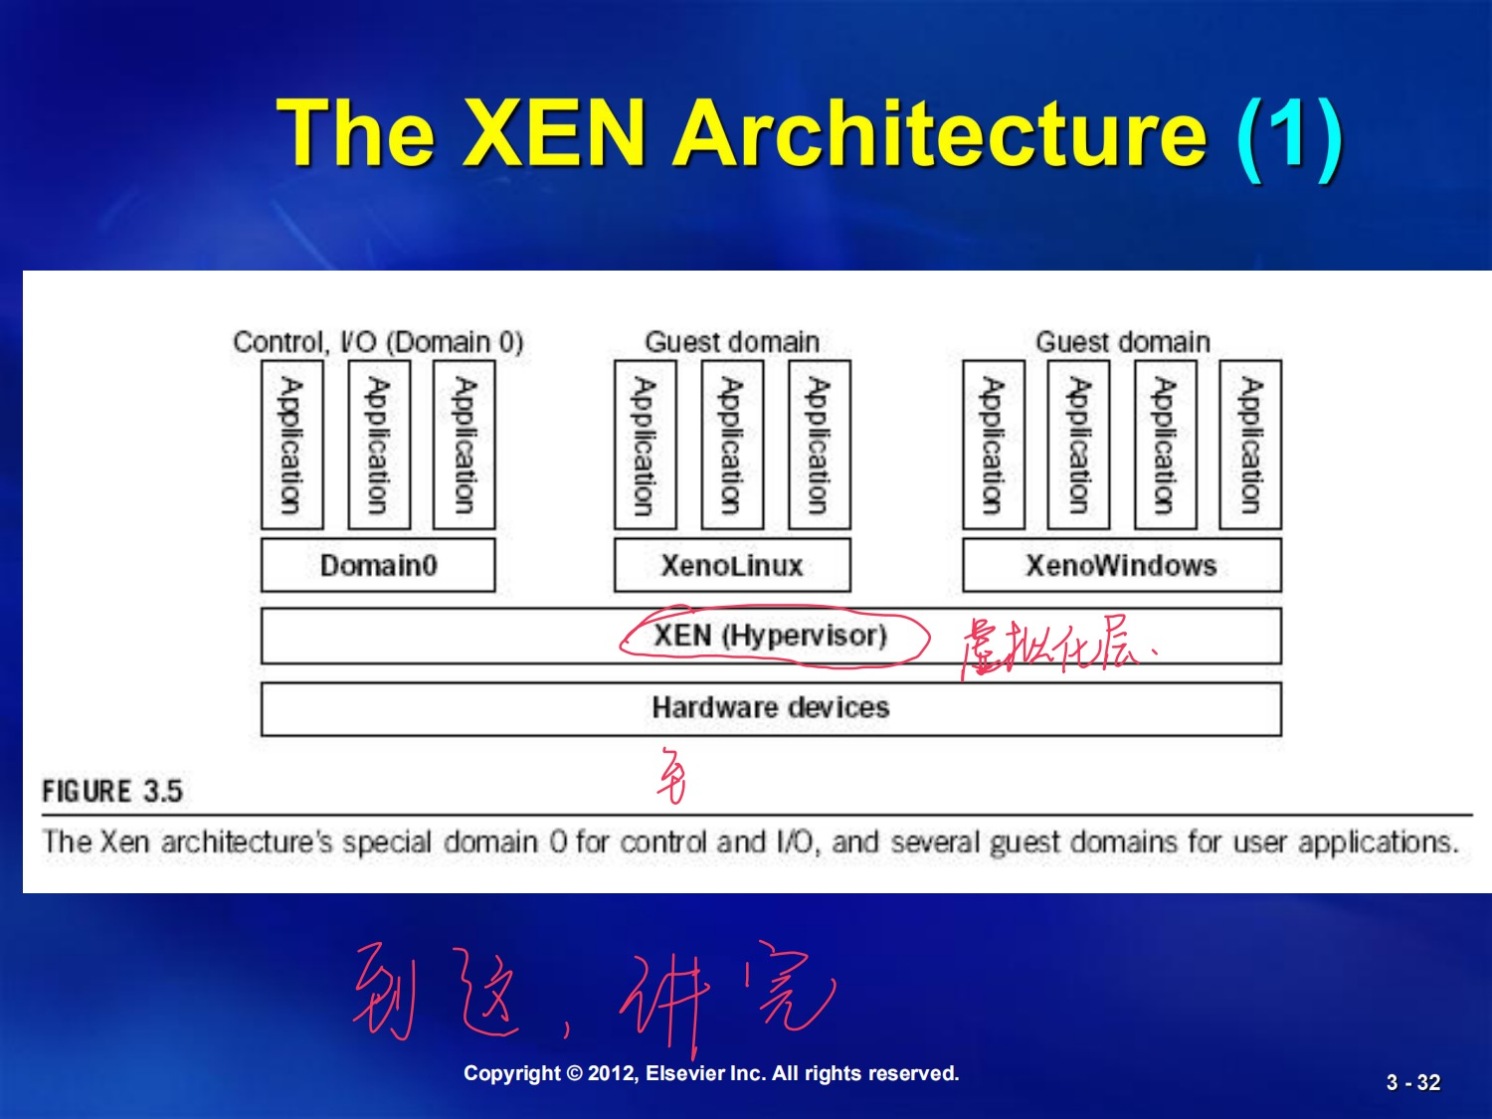 The XEN Architecture (1)
Control, I/O (Domain 0) Guest domain Guest domain
Application Application Application Application Application Application Application Application Application Application
Domain0 XenoLinux XenoWindows
XEN (Hypervisor) 虚拟化层、
Hardware devices
FIGURE 3.5
The Xen architecture's special domain 0 for control and I/O, and several guest domains for user applications.
到这,讲完
Copyright © 2012, Elsevier Inc. All rights reserved.
3 - 32